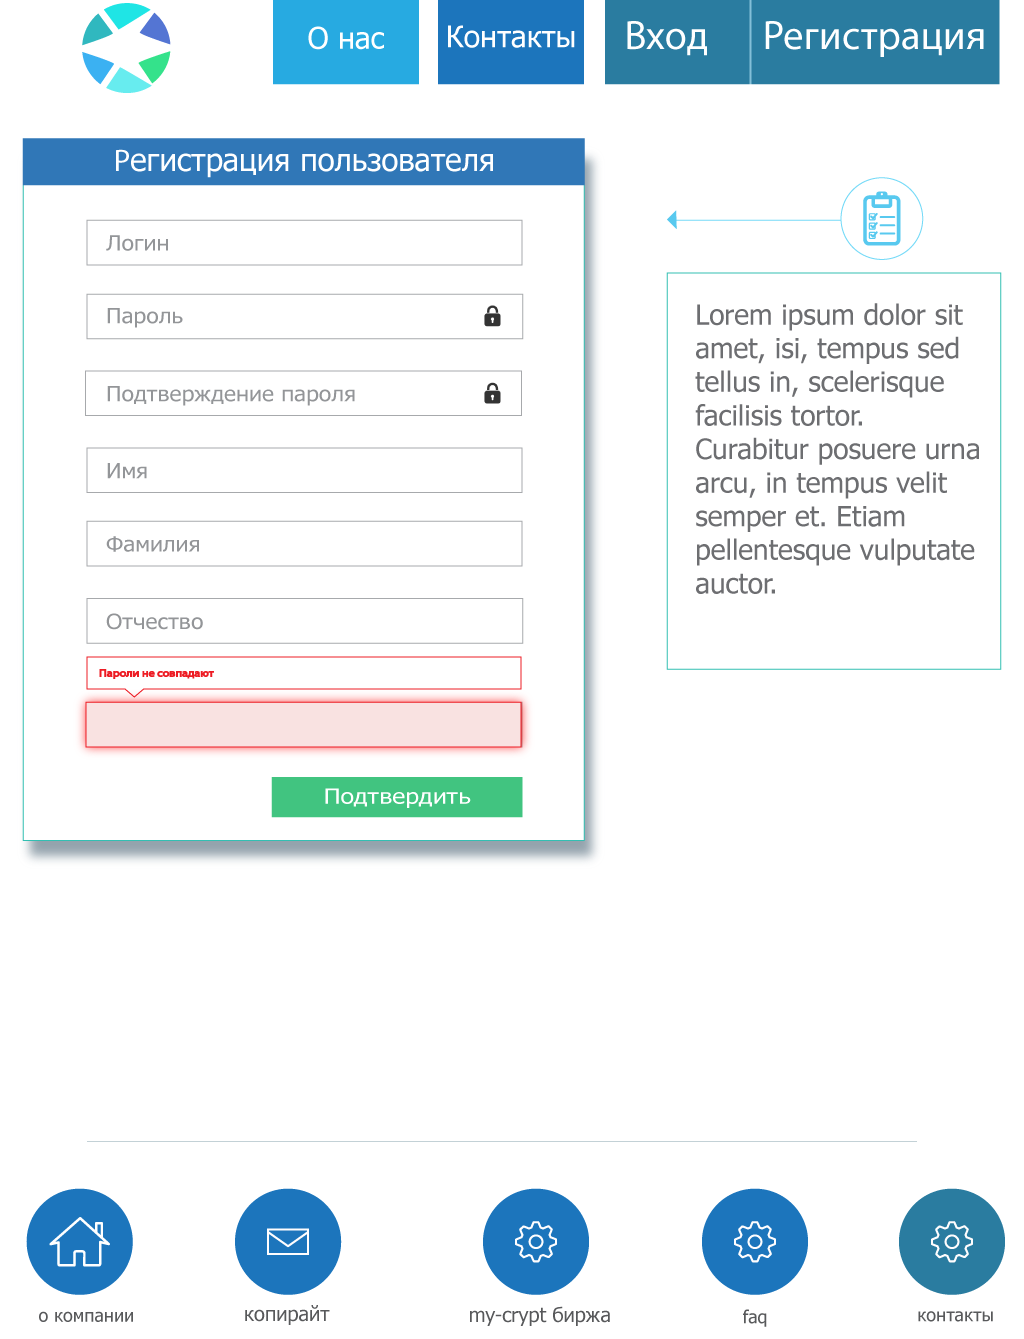 О нас
Контакты
Вход
Регистрация
Регистрация пользователя
Логин
Пароль
Подтверждение пароля
Имя
Фамилия
Отчество
Пароли не совпадают
Подтвердить
Lorem ipsum dolor sit
amet, isi, tempus sed
tellus in, scelerisque
facilisis tortor.
Curabitur posuere urna
arcu, in tempus velit
semper et. Etiam
pellentesque vulputate
auctor.
о компании
копирайт
my-crypt биржа
faq
контакты